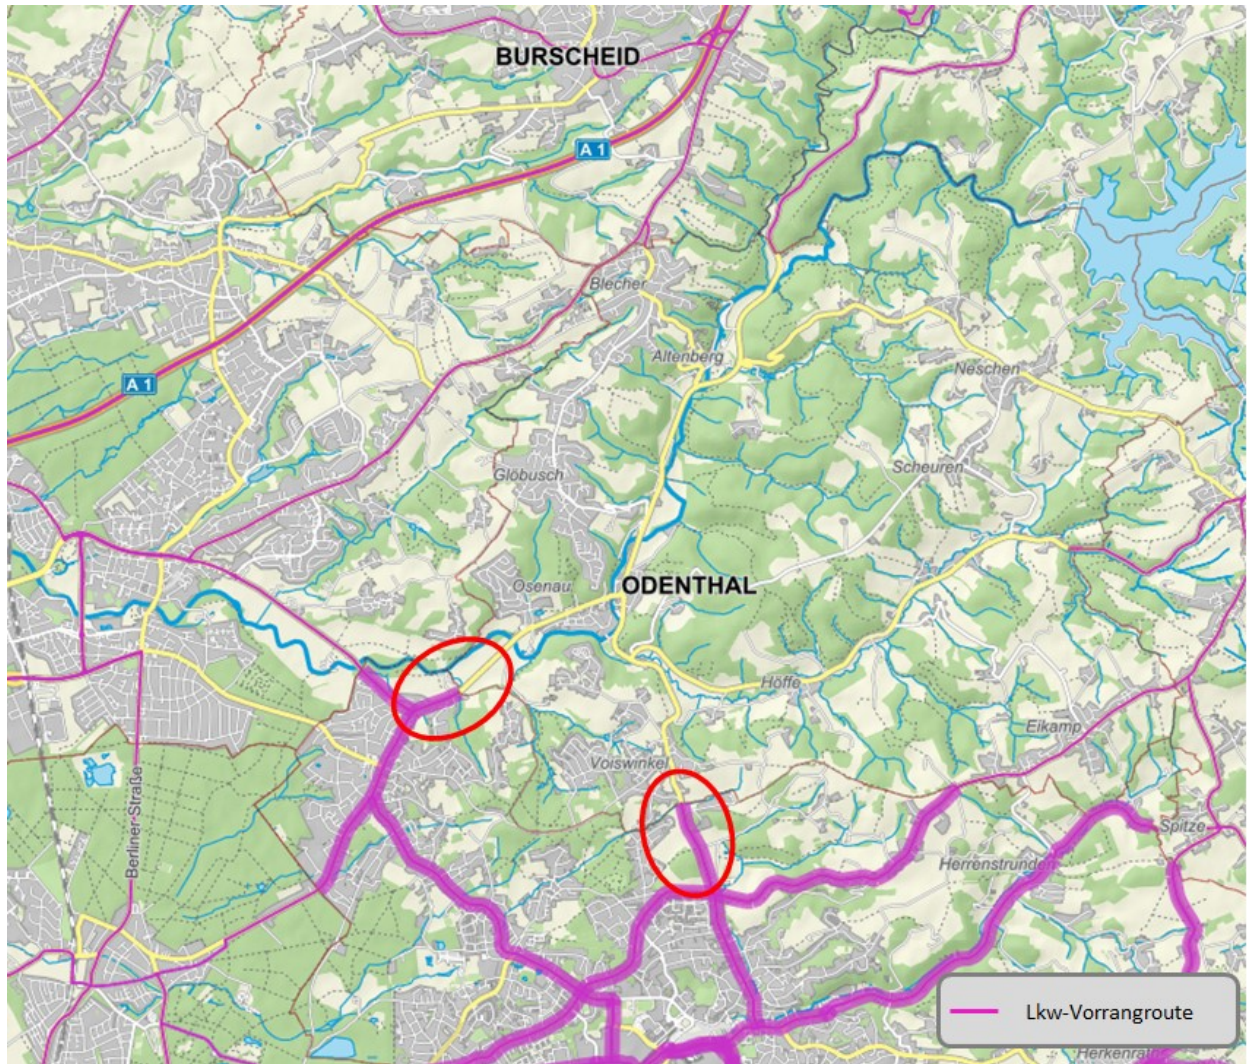 BURSCHEID
A 1
Blecher
Altenberg
A 1
Neschen
Scheuren
Glöbusch
Osenau
ODENTHAL
Höffe
Eikamp
Voiswinkel
Berliner-Straße
Spitze
Herrenstrunden
Lkw-Vorrangroute
Herkenrath